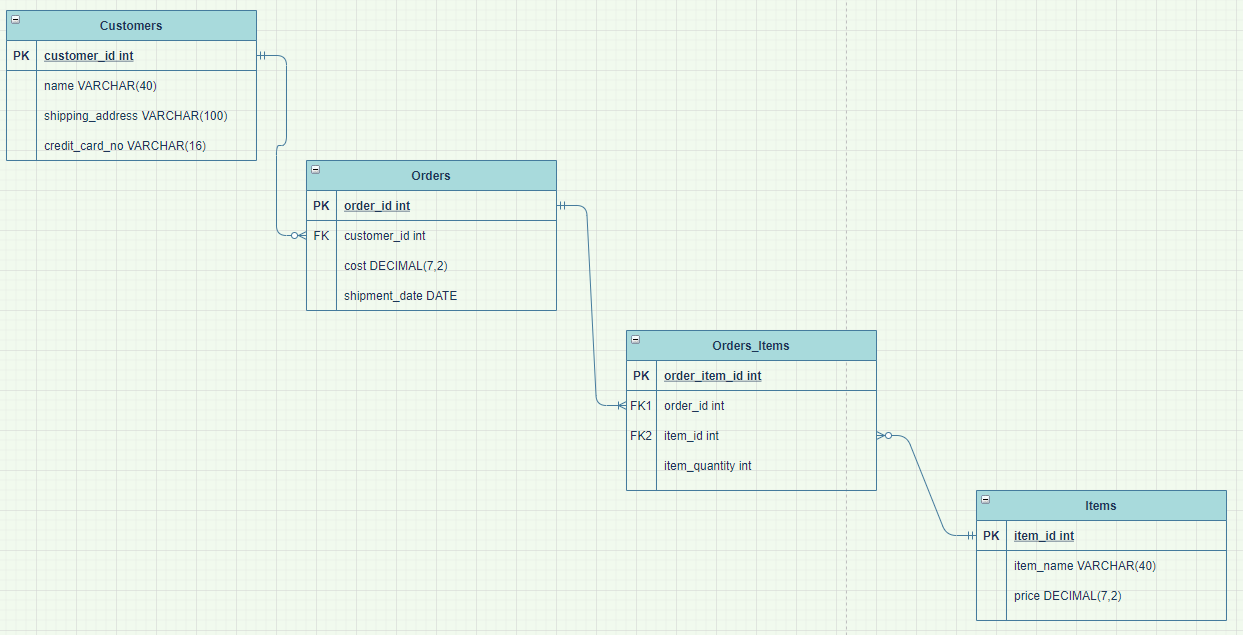 Customers
PK customer_id int
name VARCHAR(40)
shipping_address VARCHAR(100)
credit_card_no VARCHAR(16)
Orders
PK order_id int
FK customer_id int
cost DECIMAL(7,2)
shipment_date DATE
Orders_Items
PK order_item_id int
FK1 order_id int
FK2 item_id int
item_quantity int
Items
PK item_id int
item_name VARCHAR(40)
price DECIMAL(7,2)